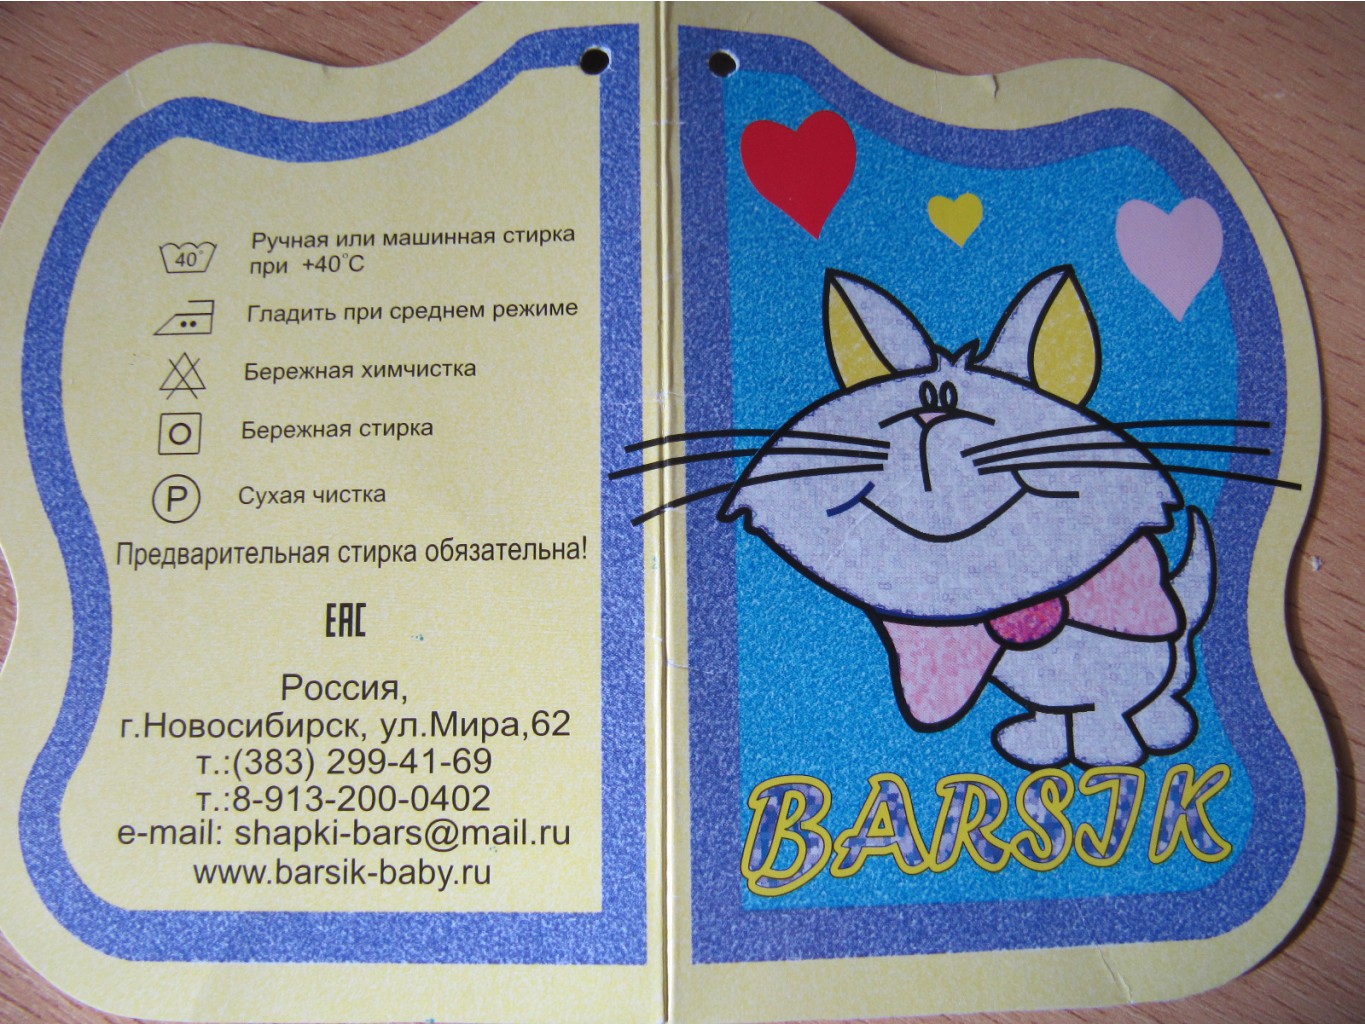 40°
Ручная или машинная стирка
при +40°С
Гладить при среднем режиме
Бережная химчистка
Бережная стирка
P
Сухая чистка
Предварительная стирка обязательна!
EAC
Россия,
г.Новосибирск, ул.Мира,62
т.:(383) 299-41-69
т.:8-913-200-0402
e-mail: shapki-bars@mail.ru
www.barsik-baby.ru
BARSIK